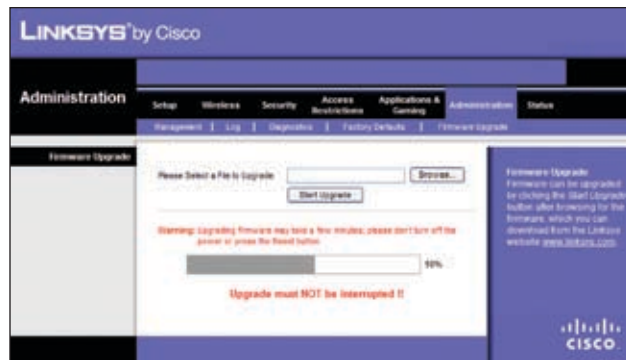 LINKSYS® by Cisco
Administration
Setup
Wireless
Security
Access Restrictions
Applications & Gaming
Administration
Status
Management | Log | Diagnostics | Factory Defaults | Firmware Upgrade
Firmware Upgrade
Please Select a File to Upgrade
Browse...
Start Upgrade
Warning: Upgrading firmware may take a few minutes, please don't turn off the
power or press the Reset button.
Upgrade must NOT be interrupted !!
Firmware Upgrade
Firmware can be upgraded
by clicking the Start Upgrade
button after browsing for the
firmware, which you can
download from the Linksys
website www.linksys.com.
CISCO